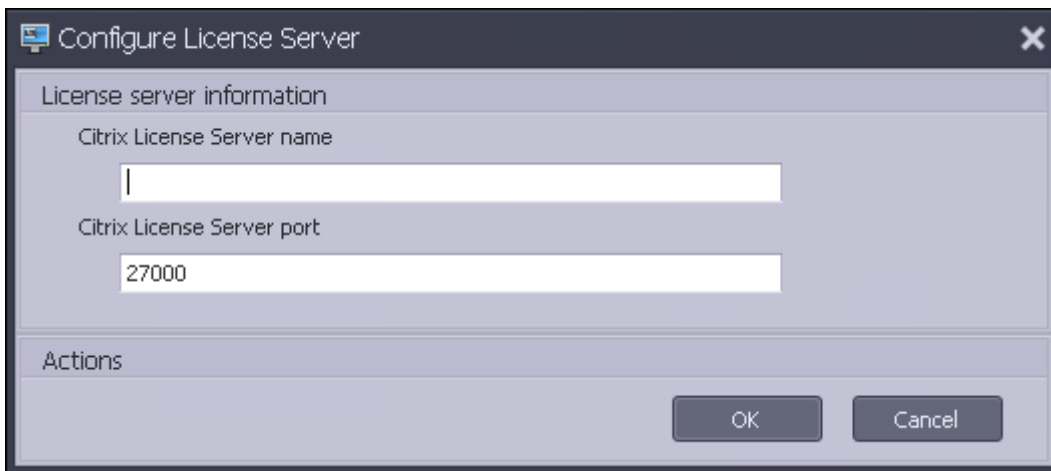 Configure License Server
License server information
Citrix License Server name
Citrix License Server port
27000
Actions
OK Cancel